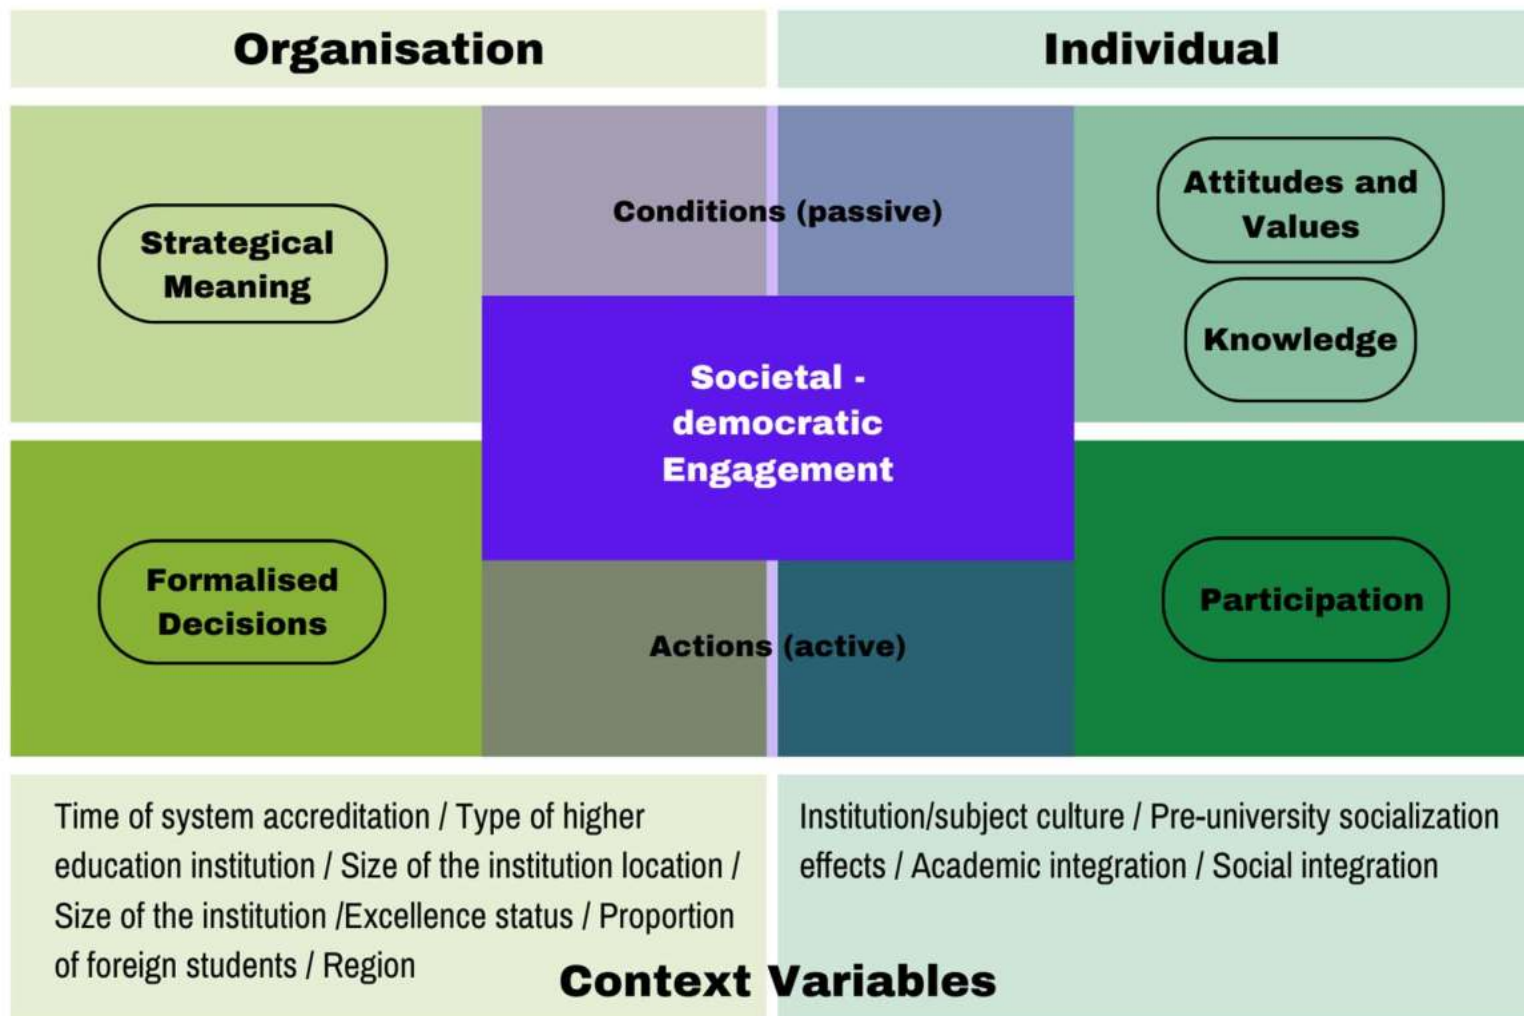 Organisation
Individual
Strategical
Meaning
Conditions (passive)
Attitudes and
Values
Knowledge
Societal -
democratic
Engagement
Formalised
Decisions
Actions (active)
Participation
Time of system accreditation / Type of higher
education institution / Size of the institution location /
Size of the institution /Excellence status / Proportion
of foreign students / Region
Institution/subject culture / Pre-university socialization
effects / Academic integration / Social integration
Context Variables